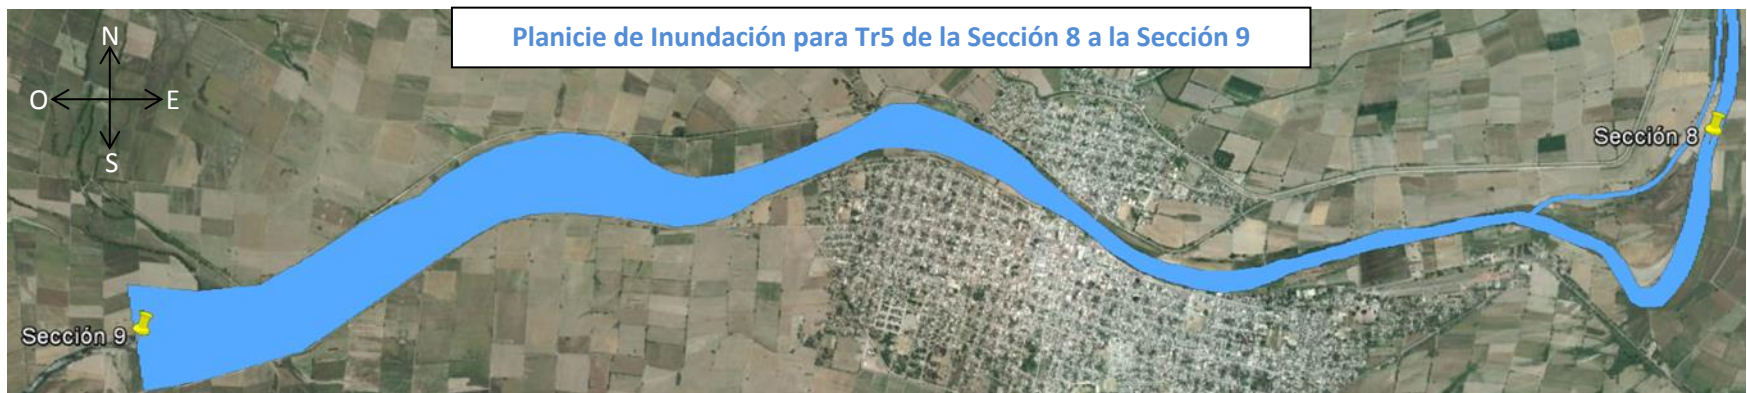 Planicie de Inundación para Tr5 de la Sección 8 a la Sección 9
N
O
E
S
Sección 8
Sección 9